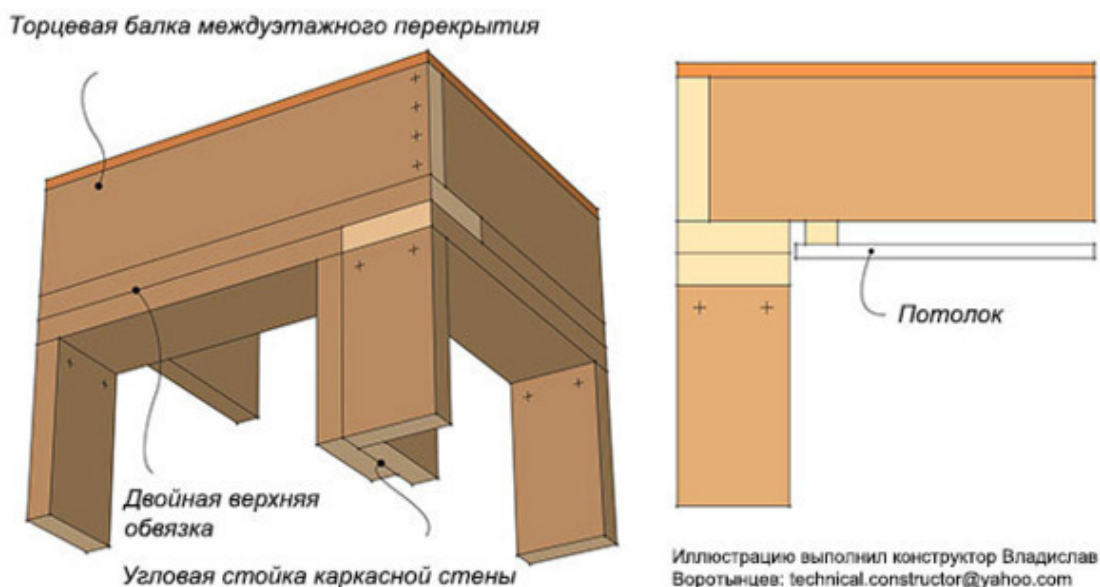 Торцевая балка междуэтажного перекрытия
Потолок
Двойная верхняя
обвязка
Угловая стойка каркасной стены
Иллюстрацию выполнил конструктор Владислав
Воротынцев: technical.constructor@yahoo.com